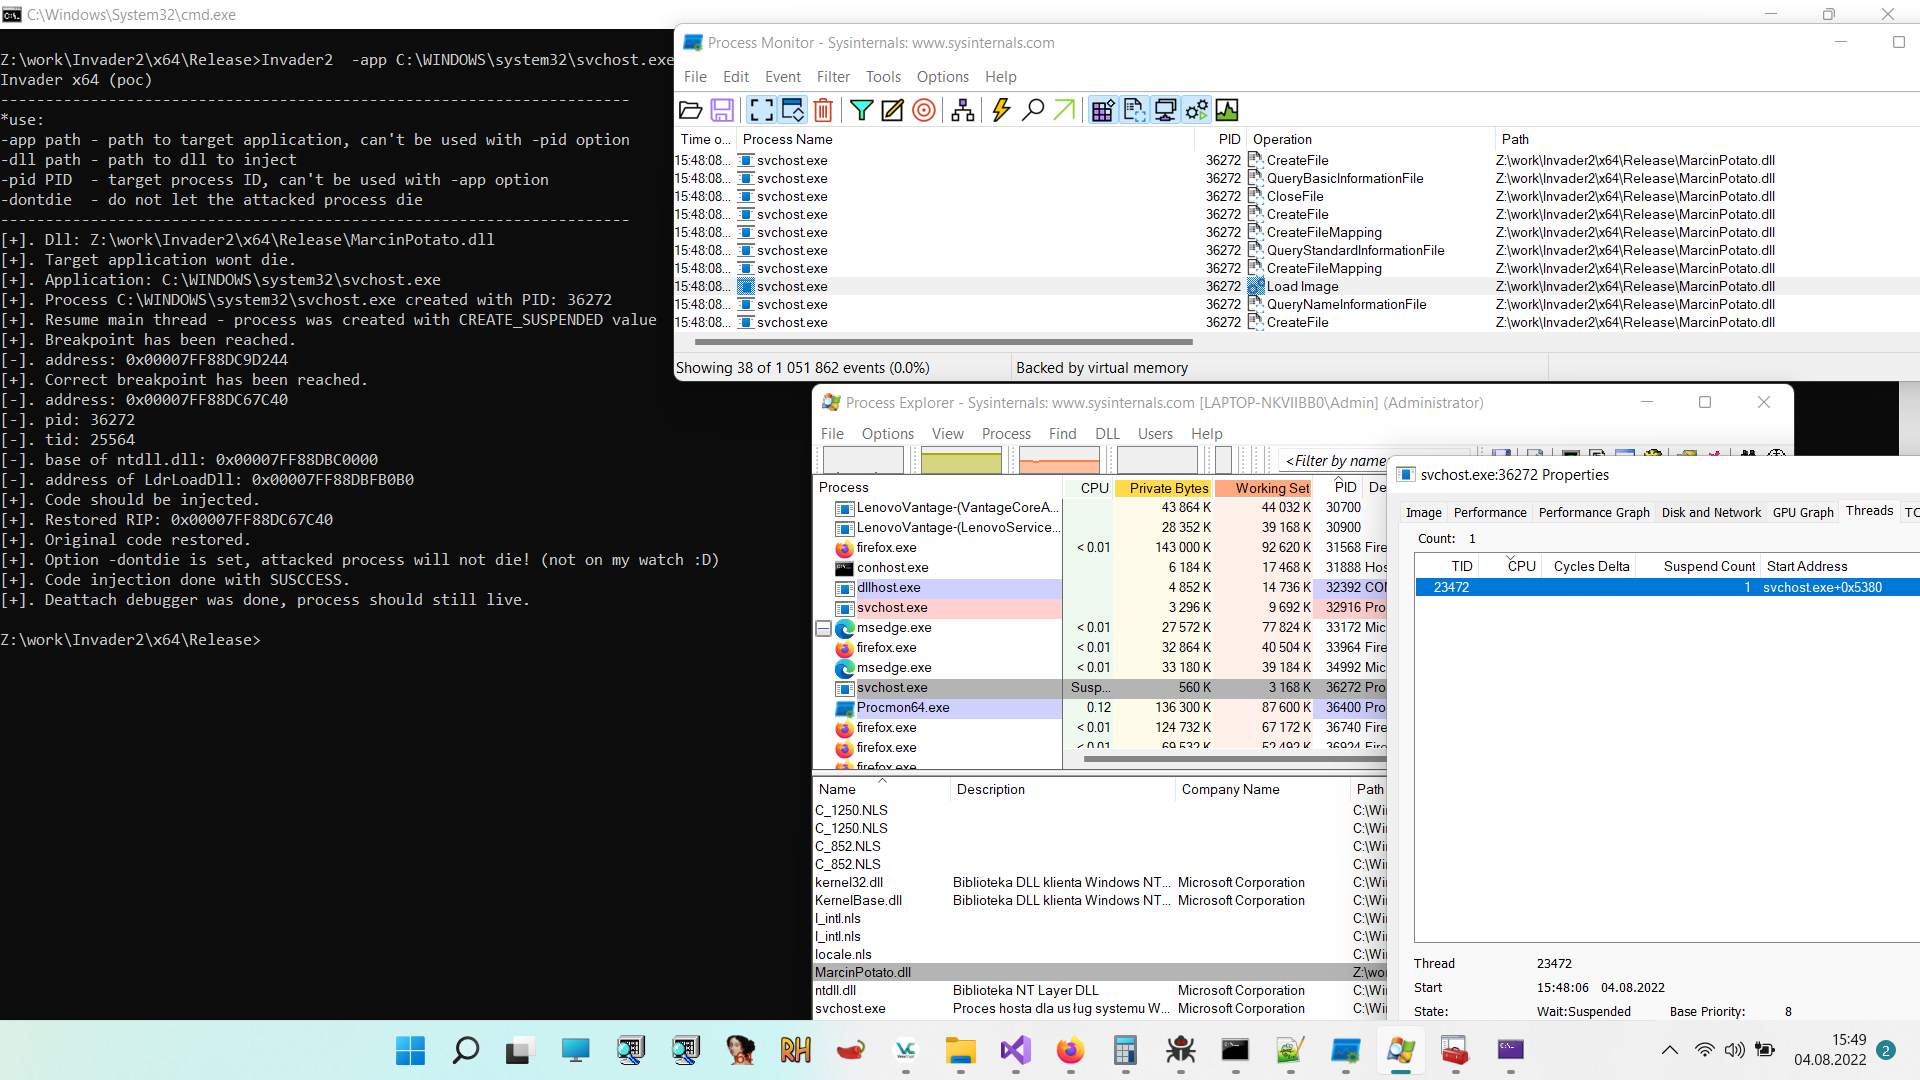 C:\Windows\System32\cmd.exe
Z:\work\Invader2\x64\Release>Invader2  -app C:\WINDOWS\system32\svchost.exe
Invader x64 (poc)
----------------------------------------------------------------------
*use:
-app path - path to target application, can't be used with -pid option
-dll path - path to dll to inject
-pid PID  - target process ID, can't be used with -app option
-dontdie  - do not let the attacked process die
----------------------------------------------------------------------
[+]. Dll: Z:\work\Invader2\x64\Release\MarcinPotato.dll
[+]. Target application wont die.
[+]. Application: C:\WINDOWS\system32\svchost.exe
[+]. Process C:\WINDOWS\system32\svchost.exe created with PID: 36272
[+]. Resume main thread - process was created with CREATE_SUSPENDED value
[+]. Breakpoint has been reached.
[-]. address: 0x00007FF88DC9D244
[+]. Correct breakpoint has been reached.
[-]. address: 0x00007FF88DC67C40
[-]. pid: 36272
[-]. tid: 25564
[-]. base of ntdll.dll: 0x00007FF88DBC0000
[-]. address of LdrLoadDll: 0x00007FF88DBFB0B0
[+]. Code should be injected.
[+]. Restored RIP: 0x00007FF88DC67C40
[+]. Original code restored.
[+]. Option -dontdie is set, attacked process will not die! (not on my watch :D)
[+]. Code injection done with SUSCCESS.
[+]. Deattach debugger was done, process should still live.
Z:\work\Invader2\x64\Release>
Process Monitor - Sysinternals: www.sysinternals.com
File Edit Event Filter Tools Options Help
Time o... Process Name PID Operation Path
15:48:08... svchost.exe 36272 CreateFile Z:\work\Invader2\x64\Release\MarcinPotato.dll
15:48:08... svchost.exe 36272 QueryBasicInformationFile Z:\work\Invader2\x64\Release\MarcinPotato.dll
15:48:08... svchost.exe 36272 CloseFile Z:\work\Invader2\x64\Release\MarcinPotato.dll
15:48:08... svchost.exe 36272 CreateFile Z:\work\Invader2\x64\Release\MarcinPotato.dll
15:48:08... svchost.exe 36272 CreateFileMapping Z:\work\Invader2\x64\Release\MarcinPotato.dll
15:48:08... svchost.exe 36272 QueryStandardInformationFile Z:\work\Invader2\x64\Release\MarcinPotato.dll
15:48:08... svchost.exe 36272 CreateFileMapping Z:\work\Invader2\x64\Release\MarcinPotato.dll
15:48:08... svchost.exe 36272 Load Image Z:\work\Invader2\x64\Release\MarcinPotato.dll
15:48:08... svchost.exe 36272 QueryNameInformationFile Z:\work\Invader2\x64\Release\MarcinPotato.dll
15:48:08... svchost.exe 36272 CreateFile Z:\work\Invader2\x64\Release\MarcinPotato.dll
Showing 38 of 1 051 862 events (0.0%) Backed by virtual memory
Process Explorer - Sysinternals: www.sysinternals.com [LAPTOP-NKVIIBB0\Admin] (Administrator)
File Options View Process Find DLL Users Help
<Filter by name
Process CPU Private Bytes Working Set PID De
LenovoVantage-(VantageCoreA... 43 864 K 44 032 K 30700
LenovoVantage-(LenovoService... 28 352 K 39 168 K 30900
firefox.exe < 0.01 143 000 K 92 620 K 31568 Fire
conhost.exe 6 184 K 17 468 K 31888 Hos
dllhost.exe 4 852 K 14 736 K 32392 COM
svchost.exe 3 296 K 9 692 K 32916 Pro
msedge.exe < 0.01 27 572 K 77 824 K 33172 Mic
firefox.exe < 0.01 32 864 K 40 504 K 33964 Fire
msedge.exe < 0.01 33 180 K 39 184 K 34992 Mic
svchost.exe Susp... 560 K 3 168 K 36272 Pro
Procmon64.exe 0.12 136 300 K 87 600 K 36400 Pro
firefox.exe < 0.01 124 732 K 67 172 K 36740 Fire
firefox.exe < 0.01 69 532 K 52 492 K 36924 Fire
firefox.exe
Name Description Company Name Path
C_1250.NLS C:\Wi
C_1250.NLS C:\Wi
C_852.NLS C:\Wi
C_852.NLS C:\Wi
kernel32.dll Biblioteka DLL klienta Windows NT... Microsoft Corporation C:\Wi
KernelBase.dll Biblioteka DLL klienta Windows NT... Microsoft Corporation C:\Wi
l_intl.nls C:\Wi
l_intl.nls C:\Wi
locale.nls C:\Wi
MarcinPotato.dll Z:\wo
ntdll.dll Biblioteka NT Layer DLL Microsoft Corporation C:\Wi
svchost.exe Proces hosta dla usług systemu W... Microsoft Corporation C:\Wi
svchost.exe:36272 Properties
Image Performance Performance Graph Disk and Network GPU Graph Threads TC
Count: 1
TID CPU Cycles Delta Suspend Count Start Address
23472 1 svchost.exe+0x5380
Thread 23472
Start 15:48:06 04.08.2022
State: Wait:Suspended Base Priority: 8
64
RH
VC
15:49
04.08.2022
2